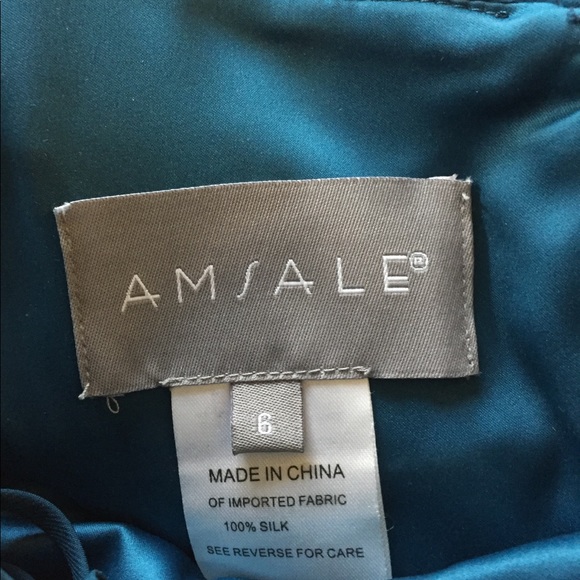 AMSALE®
6
MADE IN CHINA
OF IMPORTED FABRIC
100% SILK
SEE REVERSE FOR CARE